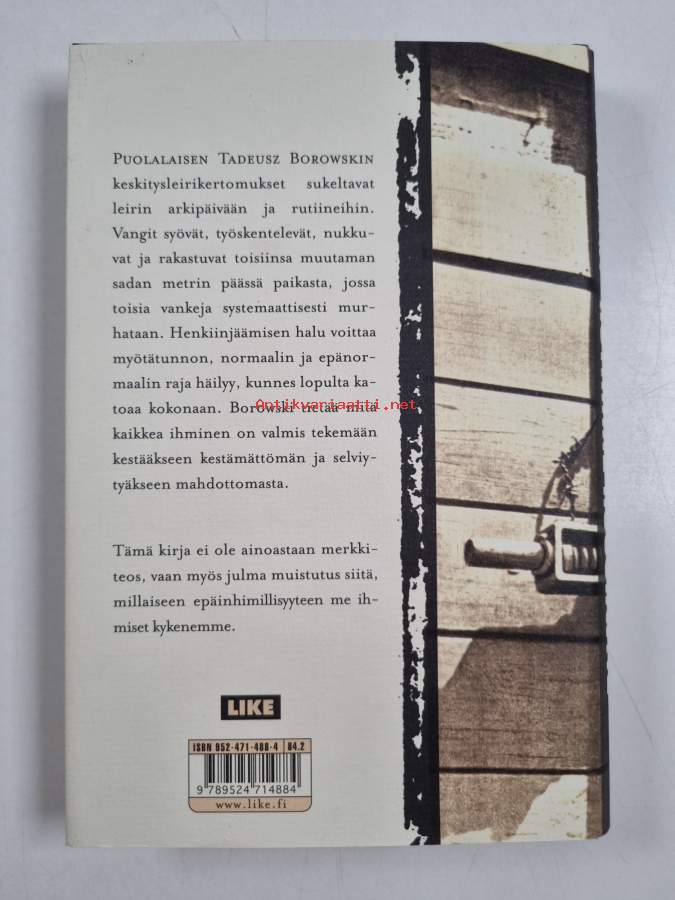 PUOLALAISEN TADEUSZ BOROWSKIN
keskitysleirikertomukset sukeltavat
leirin arkipäivään ja rutiineihin.
Vangit syövät, työskentelevät, nukku-
vat ja rakastuvat toisiinsa muutaman
sadan metrin päässä paikasta, jossa
toisia vankeja systemaattisesti mur-
hataan. Henkiinjäämisen halu voittaa
myötätunnon, normaalin ja epänor-
maalin raja häilyy, kunnes lopulta ka-
toaa kokonaan. Borowski tietää mitä
Antikvariaatti.net
kaikkea ihminen on valmis tekemään
kestääkseen kestämättömän ja selviy-
tyäkseen mahdottomasta.
Tämä kirja ei ole ainoastaan merkki-
teos, vaan myös julma muistutus siitä,
millaiseen epäinhimillisyyteen me ih-
miset kykenemme.
LIKE
ISBN 952-471-488-4 84.2
9 789524 714884
www.like.fi